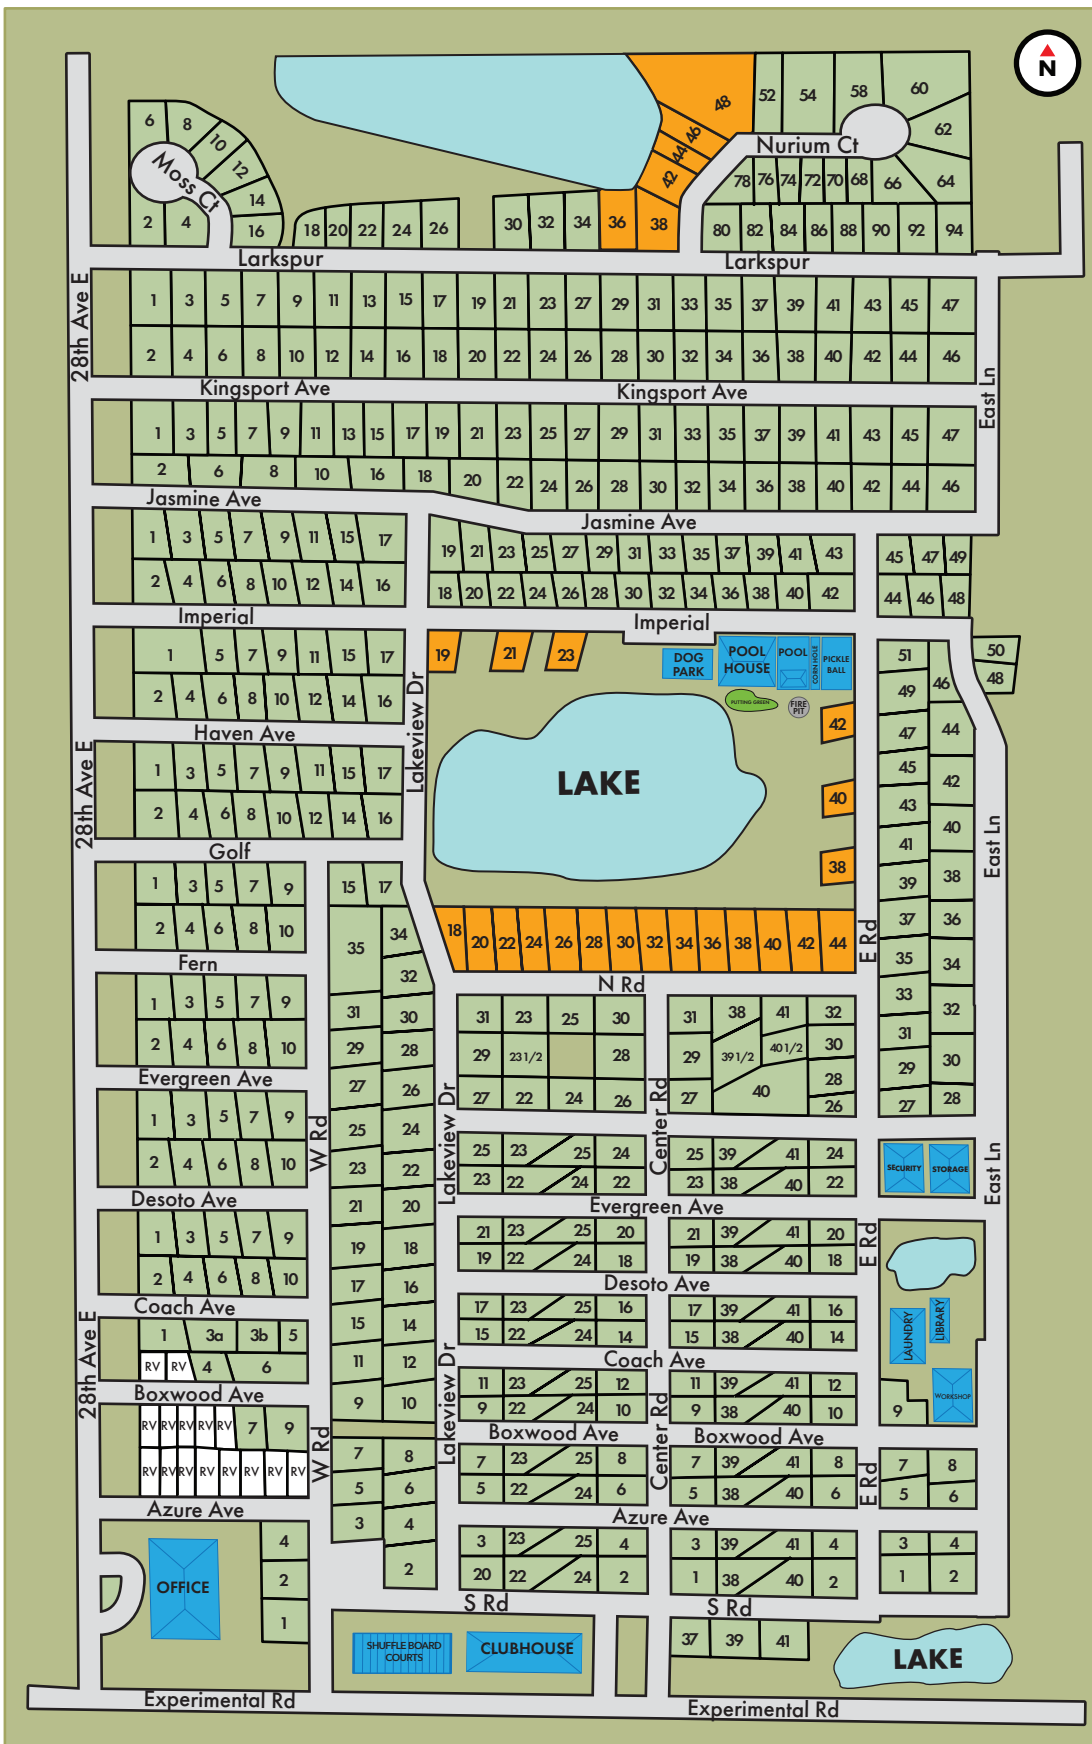 N
6 8 10 12 14 16
Moss Ct
2 4
18 20 22 24 26
30 32 34 36 38
42 44 46 48
52 54 58 60 62 64
Nurium Ct
78 76 74 72 70 68 66
80 82 84 86 88 90 92 94
Larkspur Larkspur
1 3 5 7 9 11 13 15 17 19 21 23 27 29 31 33 35 37 39 41 43 45 47
28th Ave E
2 4 6 8 10 12 14 16 18 20 22 24 26 28 30 32 34 36 38 40 42 44 46
Kingsport Ave Kingsport Ave
East Ln
1 3 5 7 9 11 13 15 17 19 21 23 25 27 29 31 33 35 37 39 41 43 45 47
2 6 8 10 16 18 20 22 24 26 28 30 32 34 36 38 40 42 44 46
Jasmine Ave Jasmine Ave
1 3 5 7 9 11 15 17
19 21 23 25 27 29 31 33 35 37 39 41 43
45 47 49
2 4 6 8 10 12 14 16
18 20 22 24 26 28 30 32 34 36 38 40 42
44 46 48
Imperial Imperial
1 5 7 9 11 15 17
19 21 23
DOG
PARK
POOL
HOUSE
POOL
CORN HOLE
PICKLE
BALL
PUTTING GREEN
FIRE
PIT
50
48
2 4 6 8 10 12 14 16
Lakeview Dr
Haven Ave
28th Ave E
1 3 5 7 9 11 15 17
2 4 6 8 10 12 14 16
LAKE
42
40
38
51
49
47
45
43
41
39
37
35
33
31
29
27
46
44
42
40
38
36
34
32
30
28
East Ln
E Rd
Golf
1 3 5 7 9
2 4 6 8 10
15 17
18 20 22 24 26 28 30 32 34 36 38 40 42 44
N Rd
Fern
1 3 5 7 9
2 4 6 8 10
Evergreen Ave
1 3 5 7 9
2 4 6 8 10
W Rd
Desoto Ave
1 3 5 7 9
2 4 6 8 10
Coach Ave
28th Ave E
1 3a 3b 5
RV RV 4 6
Boxwood Ave
RV RV RV RV RV 7 9
RV RV RV RV RV RV RV RV
W Rd
Azure Ave
OFFICE
4
2
1
35
31
29
27
25
23
21
19
17
15
11
9
7
5
3
34
32
30
28
26
24
22
20
18
16
14
12
10
8
6
4
2
Lakeview Dr
Lakeview Dr
31 23 25 30
29 23 1/2 28
27 22 24 26
Center Rd
31 38 41 32
29 39 1/2 40 1/2 30
28
27 40 26
25 23 25 24
23 22 24 22
25 39 41 24
23 38 40 22
SECURITY STORAGE
East Ln
Evergreen Ave
E Rd
21 23 25 20
19 22 24 18
21 39 41 20
19 38 40 18
Desoto Ave
17 23 25 16
15 22 24 14
17 39 41 16
15 38 40 14
LAUNDRY
LIBRARY
Coach Ave
11 23 25 12
9 22 24 10
11 39 41 12
9 38 40 10
9
WORKSHOP
Center Rd
Boxwood Ave Boxwood Ave
7 23 25 8
5 22 24 6
7 39 41 8
5 38 40 6
E Rd
7 8
5 6
Azure Ave
3 23 25 4
20 22 24 2
3 39 41 4
1 38 40 2
3 4
1 2
S Rd S Rd
SHUFFLE BOARD
COURTS
CLUBHOUSE
37 39 41
LAKE
Experimental Rd Experimental Rd